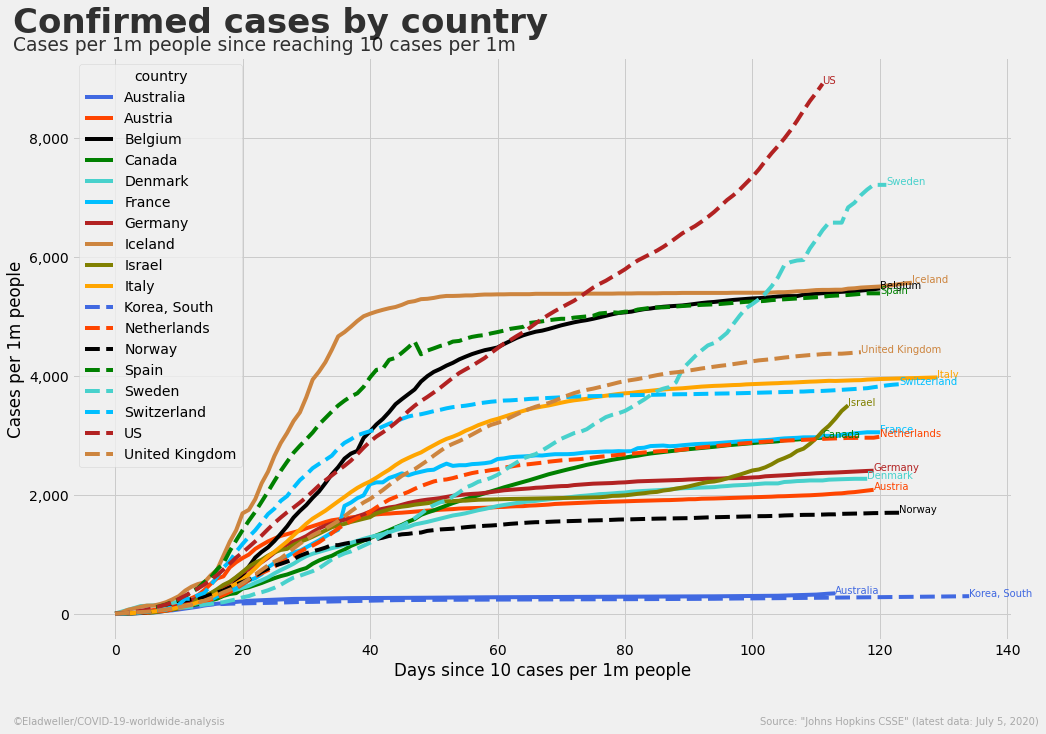 Confirmed cases by country
Cases per 1m people since reaching 10 cases per 1m
country
Australia
Austria
Belgium
Canada
Denmark
France
Germany
Iceland
Israel
Italy
Korea, South
Netherlands
Norway
Spain
Sweden
Switzerland
US
United Kingdom
Cases per 1m people
8,000
6,000
4,000
2,000
0
US
Sweden
Iceland
Belgium
Spain
United Kingdom
Italy
Switzerland
Israel
France
Canada
Netherlands
Germany
Denmark
Austria
Norway
Australia
Korea, South
0 20 40 60 80 100 120 140
Days since 10 cases per 1m people
©Eladweller/COVID-19-worldwide-analysis
Source: "Johns Hopkins CSSE" (latest data: July 5, 2020)